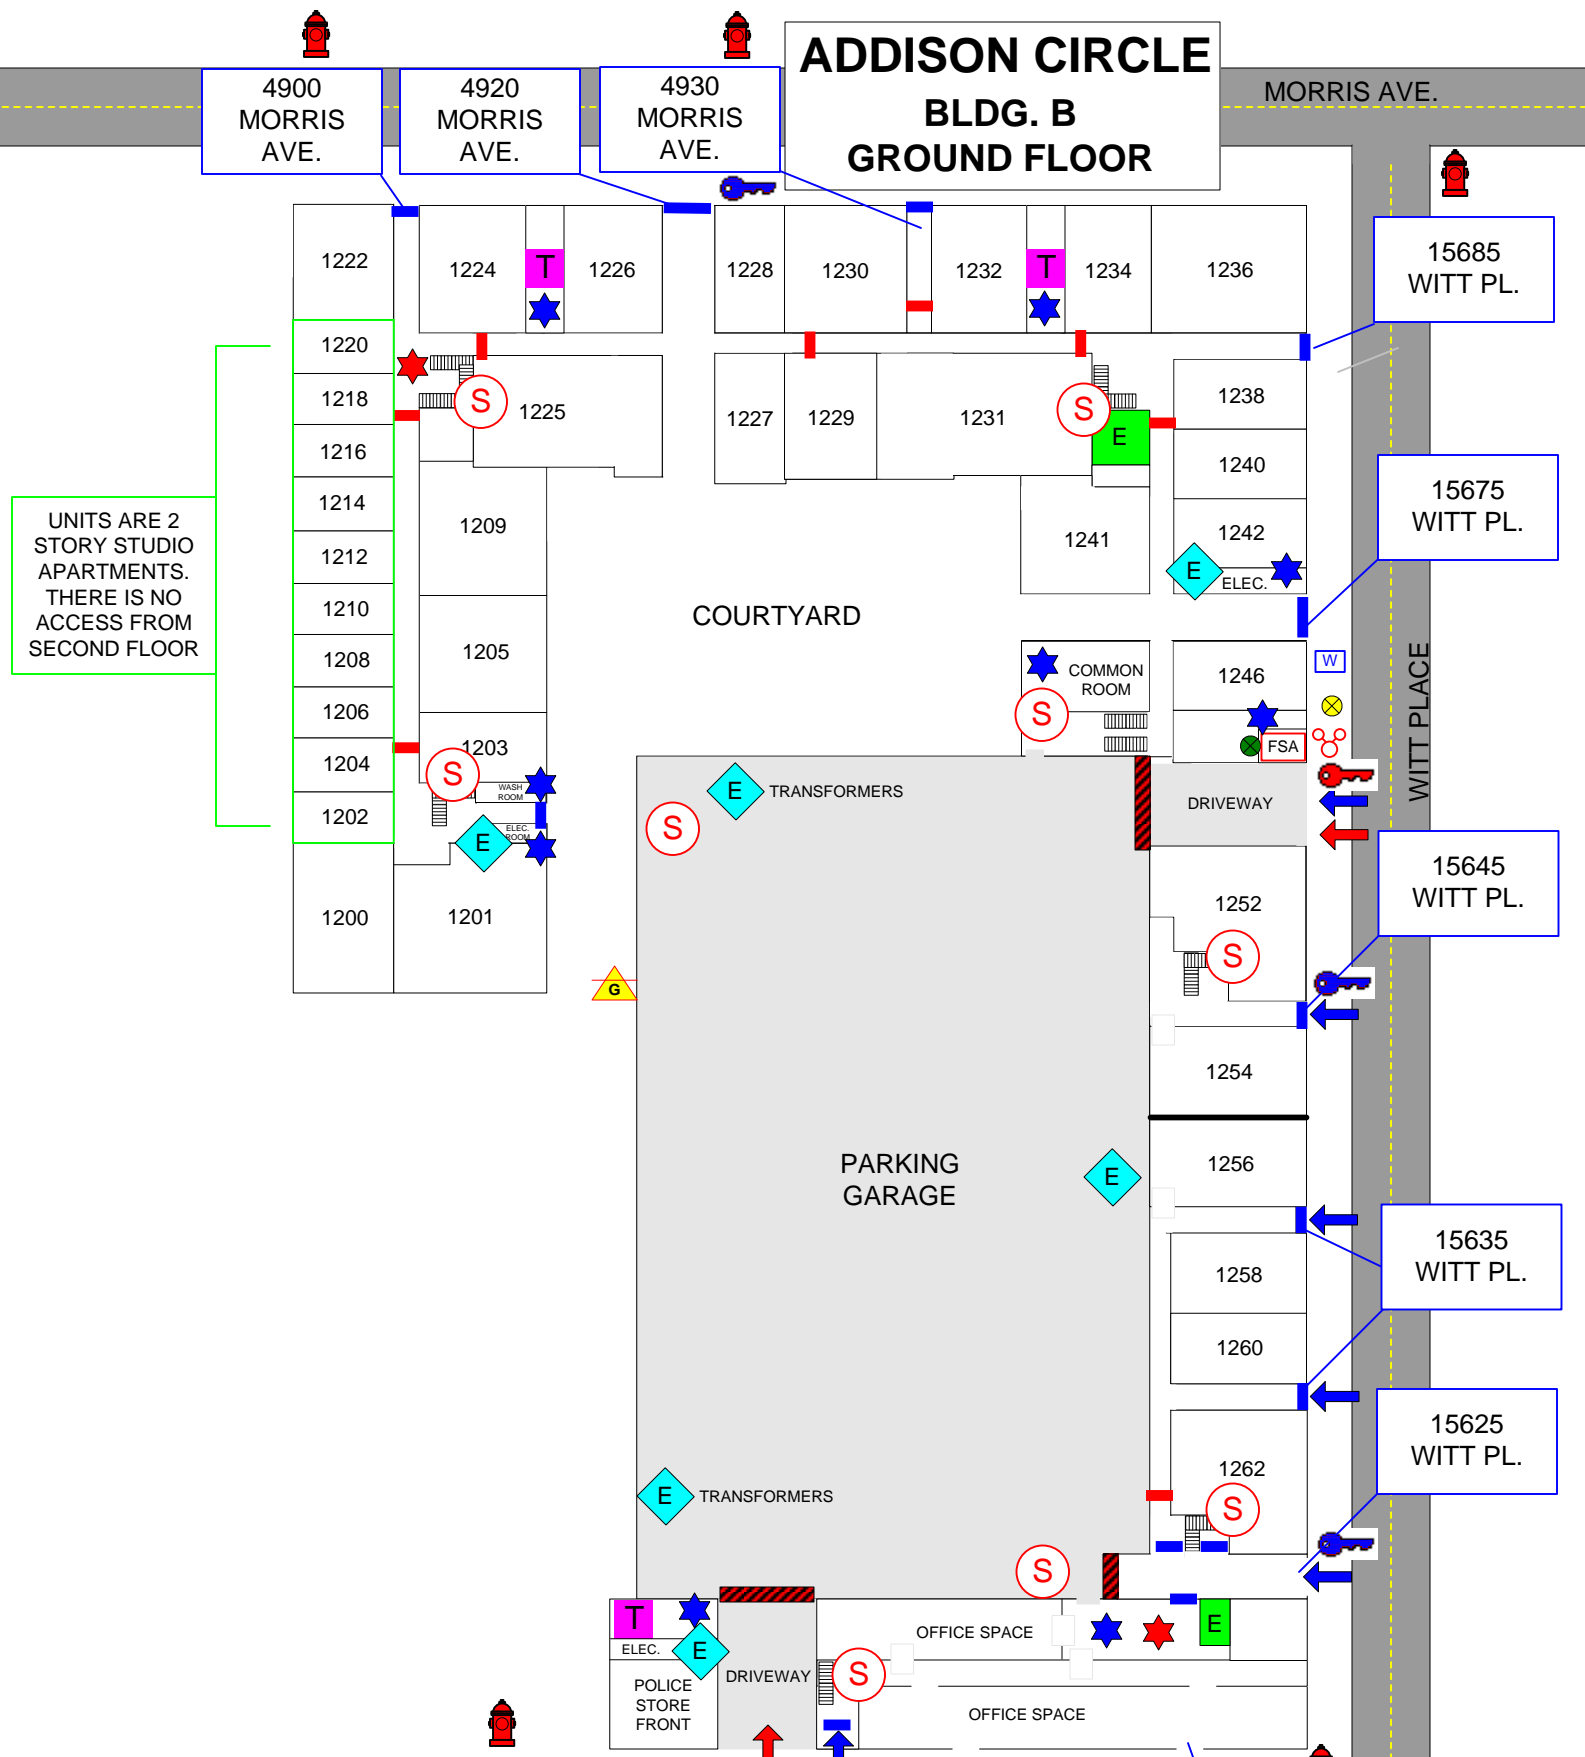 ADDISON CIRCLE
BLDG. B
GROUND FLOOR
4900
MORRIS
AVE.
4920
MORRIS
AVE.
4930
MORRIS
AVE.
MORRIS AVE.
15685
WITT PL.
1222
1224
T
1226
1228
1230
1232
T
1234
1236
1220
1218
1216
1214
1212
1210
1208
1206
1204
1202
1200
S
1225
1227
1229
1231
S
E
1238
1240
1242
E
ELEC.
1241
15675
WITT PL.
UNITS ARE 2
STORY STUDIO
APARTMENTS.
THERE IS NO
ACCESS FROM
SECOND FLOOR
1209
1205
1203
S
WASH
ROOM
ELEC.
ROOM
E
1201
COURTYARD
COMMON
ROOM
S
1246
W
FSA
WITT PLACE
E
TRANSFORMERS
S
DRIVEWAY
15645
WITT PL.
1252
S
G
1254
PARKING
GARAGE
E
1256
15635
WITT PL.
1258
1260
15625
WITT PL.
1262
S
E
TRANSFORMERS
S
T
ELEC.
E
POLICE
STORE
FRONT
DRIVEWAY
S
OFFICE SPACE
E
OFFICE SPACE